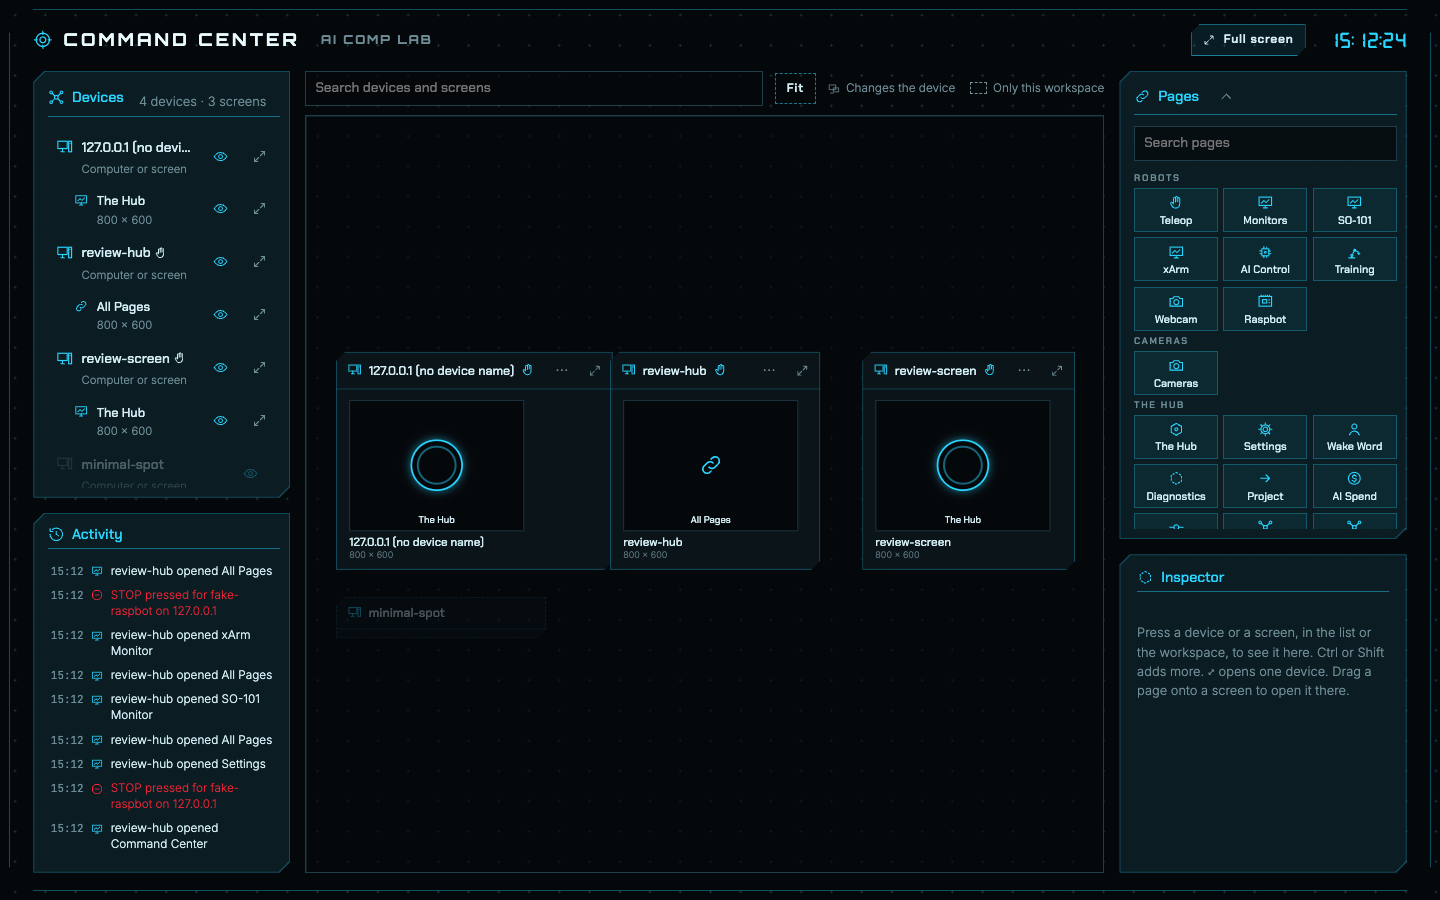 COMMAND CENTER
AI COMP LAB
Full screen
15:12:24
Devices
4 devices · 3 screens
127.0.0.1 (no devi...
Computer or screen
The Hub
800 × 600
review-hub
Computer or screen
All Pages
800 × 600
review-screen
Computer or screen
The Hub
800 × 600
minimal-spot
Computer or screen
Activity
15:12 review-hub opened All Pages
15:12 STOP pressed for fake-
raspbot on 127.0.0.1
15:12 review-hub opened xArm
Monitor
15:12 review-hub opened All Pages
15:12 review-hub opened SO-101
Monitor
15:12 review-hub opened All Pages
15:12 review-hub opened Settings
15:12 STOP pressed for fake-
raspbot on 127.0.0.1
15:12 review-hub opened
Command Center
Search devices and screens
Fit
Changes the device
Only this workspace
127.0.0.1 (no device name)
The Hub
127.0.0.1 (no device name)
800 × 600
review-hub
All Pages
review-hub
800 × 600
review-screen
The Hub
review-screen
800 × 600
minimal-spot
Pages
Search pages
ROBOTS
Teleop
Monitors
SO-101
xArm
AI Control
Training
Webcam
Raspbot
CAMERAS
Cameras
THE HUB
The Hub
Settings
Wake Word
Diagnostics
Project
AI Spend
Inspector
Press a device or a screen, in the list or
the workspace, to see it here. Ctrl or Shift
adds more. ⤢ opens one device. Drag a
page onto a screen to open it there.